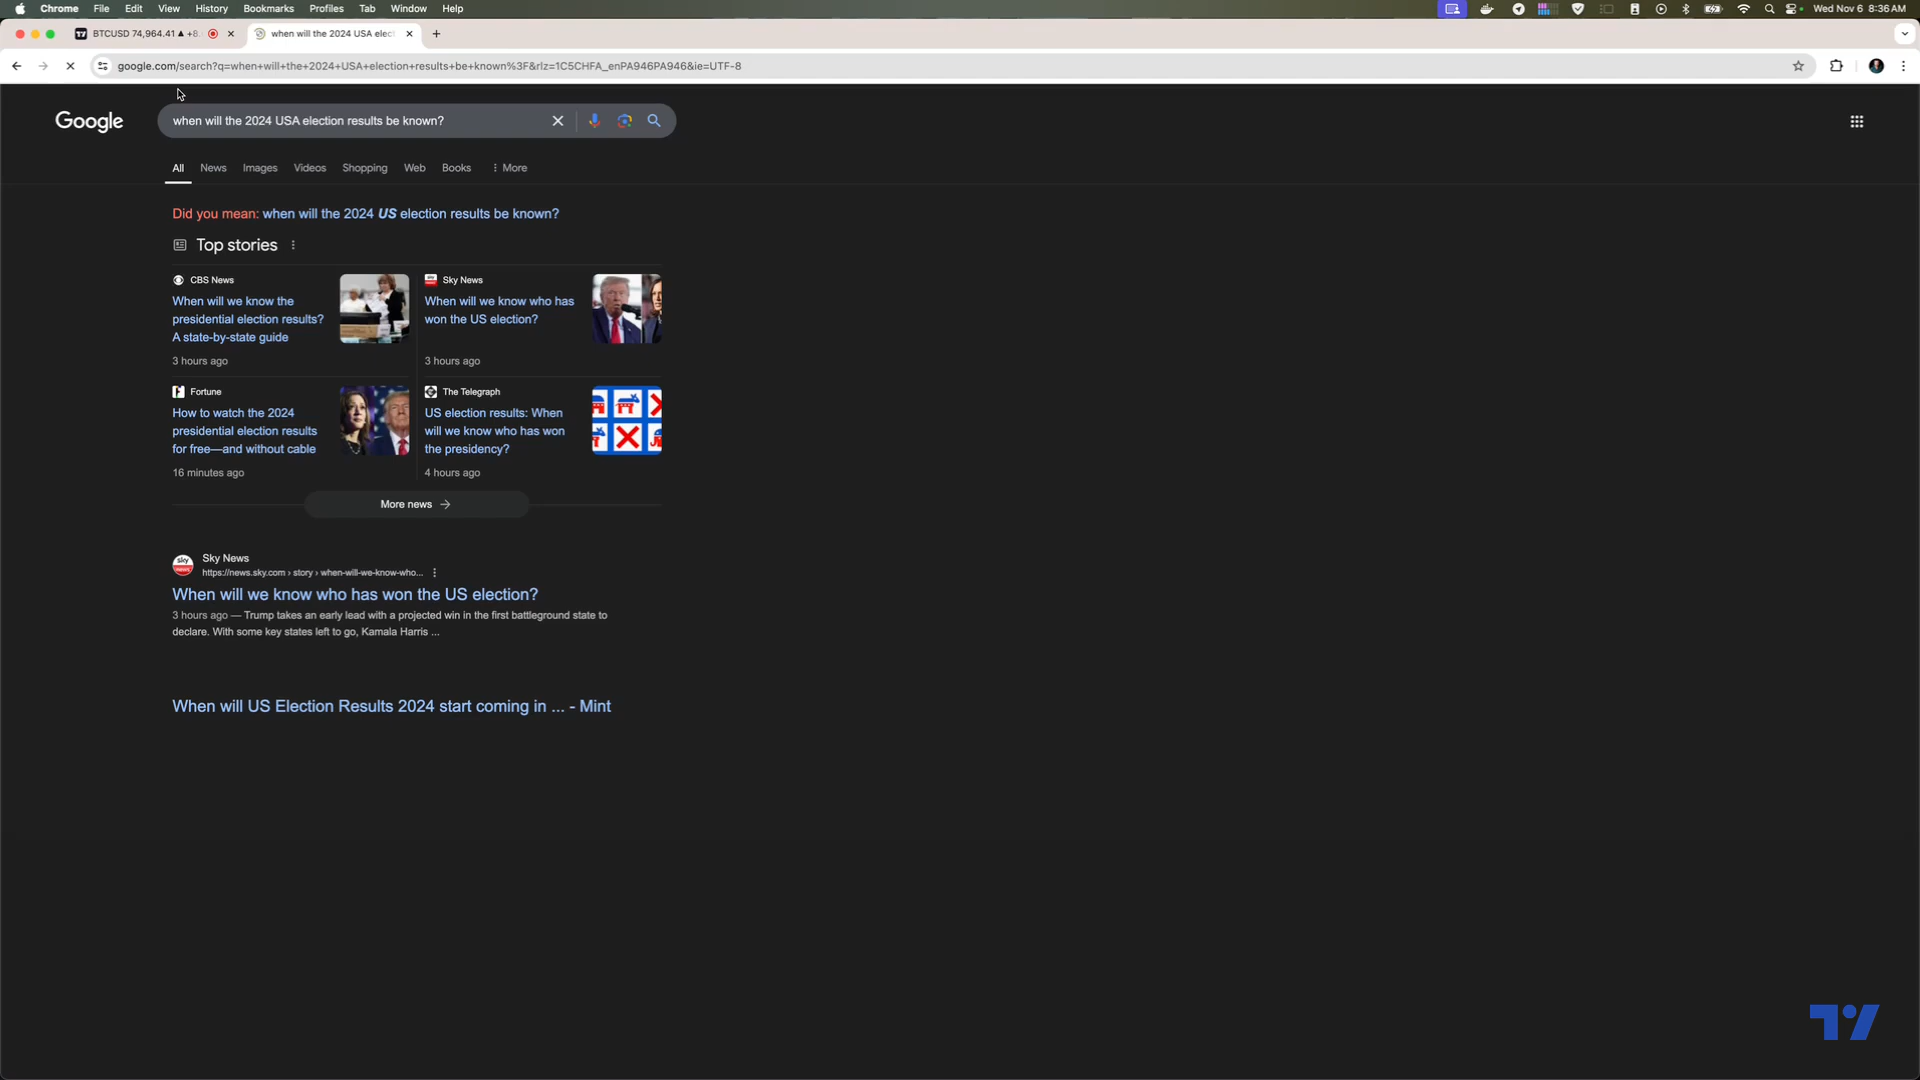 Chrome File Edit View History Bookmarks Profiles Tab Window Help Wed Nov 6 8:36 AM
BTCUSD 74,964.41 ▲ +8. when will the 2024 USA elec
google.com/search?q=when+will+the+2024+USA+election+results+be+known%3F&rlz=1C5CHFA_enPA946PA946&ie=UTF-8
Google when will the 2024 USA election results be known?
All News Images Videos Shopping Web Books More
Did you mean: when will the 2024 US election results be known?
Top stories
CBS News
When will we know the
presidential election results?
A state-by-state guide
3 hours ago
Sky News
When will we know who has
won the US election?
3 hours ago
Fortune
How to watch the 2024
presidential election results
for free—and without cable
16 minutes ago
The Telegraph
US election results: When
will we know who has won
the presidency?
4 hours ago
More news
Sky News
https://news.sky.com › story › when-will-we-know-who...
When will we know who has won the US election?
3 hours ago — Trump takes an early lead with a projected win in the first battleground state to
declare. With some key states left to go, Kamala Harris ...
When will US Election Results 2024 start coming in ... - Mint